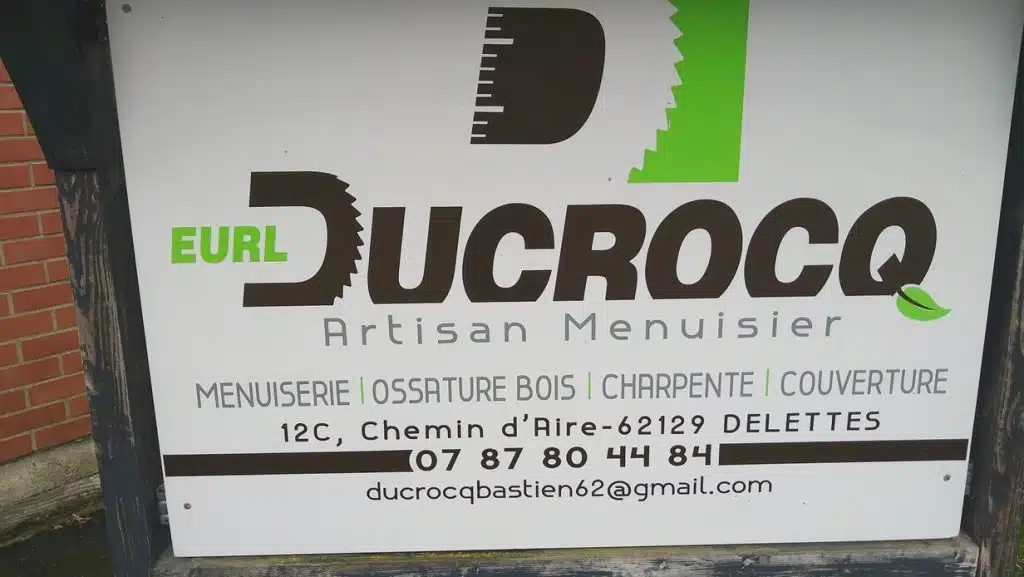 EURL DUCROCQ
Artisan Menuisier
MENUISERIE | OSSATURE BOIS | CHARPENTE | COUVERTURE
12C, Chemin d'Aire-62129 DELETTES
07 87 80 44 84
ducrocqbastien62@gmail.com